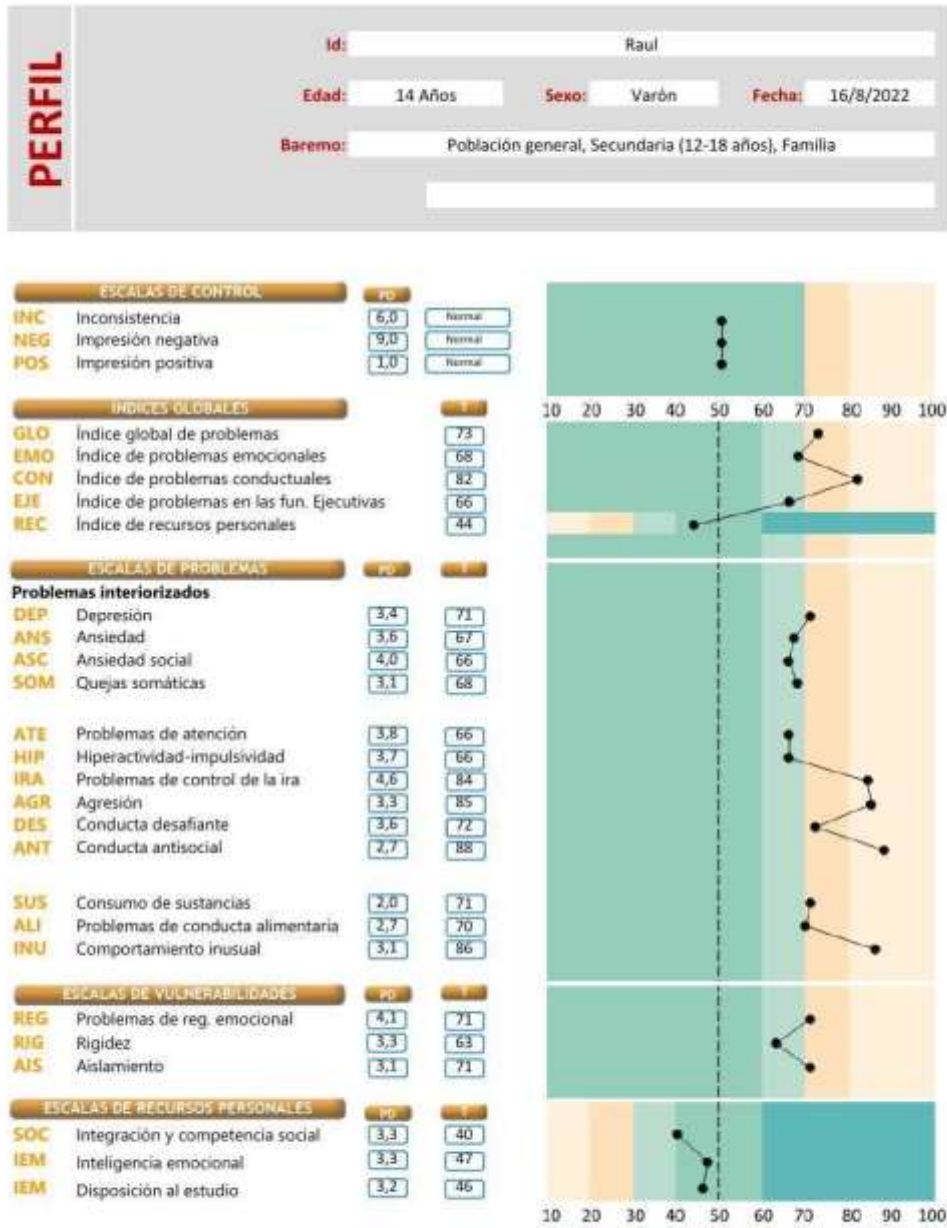 PERFIL
Id: Raul
Edad: 14 Años Sexo: Varón Fecha: 16/8/2022
Baremo: Población general, Secundaria (12-18 años), Familia
ESCALAS DE CONTROL PD
INC Inconsistencia 6,0 Normal
NEG Impresión negativa 9,0 Normal
POS Impresión positiva 1,0 Normal
10 20 30 40 50 60 70 80 90 100
ÍNDICES GLOBALES T
GLO Índice global de problemas 73
EMO Índice de problemas emocionales 68
CON Índice de problemas conductuales 82
EJE Índice de problemas en las fun. Ejecutivas 66
REC Índice de recursos personales 44
ESCALAS DE PROBLEMAS PD T
Problemas interiorizados
DEP Depresión 3,4 71
ANS Ansiedad 3,6 67
ASC Ansiedad social 4,0 66
SOM Quejas somáticas 3,1 68
ATE Problemas de atención 3,8 66
HIP Hiperactividad-impulsividad 3,7 66
IRA Problemas de control de la ira 4,6 84
AGR Agresión 3,3 85
DES Conducta desafiante 3,6 72
ANT Conducta antisocial 2,7 88
SUS Consumo de sustancias 2,0 71
ALI Problemas de conducta alimentaria 2,7 70
INU Comportamiento inusual 3,1 86
ESCALAS DE VULNERABILIDADES PD T
REG Problemas de reg. emocional 4,1 71
RIG Rigidez 3,3 63
AIS Aislamiento 3,1 71
ESCALAS DE RECURSOS PERSONALES PD T
SOC Integración y competencia social 3,3 40
IEM Inteligencia emocional 3,3 47
IEM Disposición al estudio 3,2 46
10 20 30 40 50 60 70 80 90 100